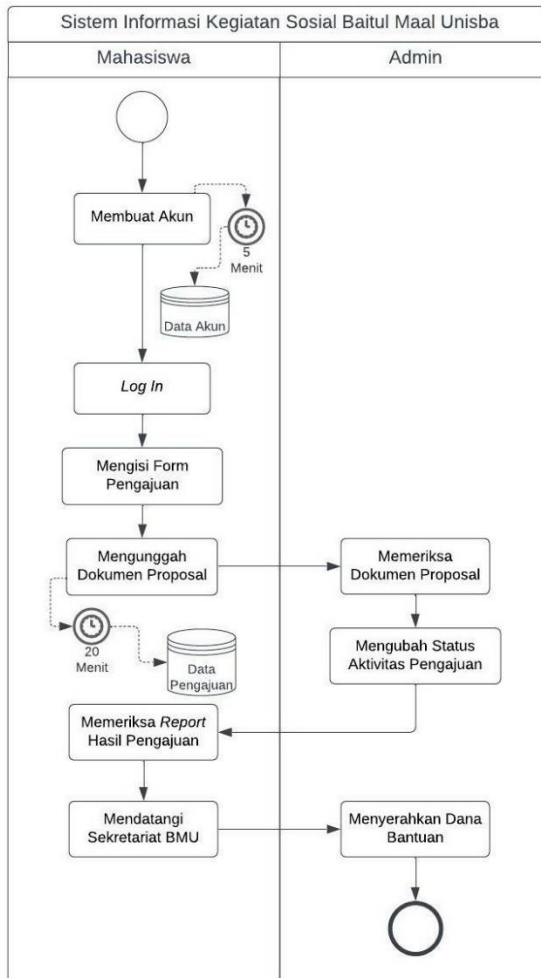 Sistem Informasi Kegiatan Sosial Baitul Maal Unisba
Mahasiswa
Admin
Membuat Akun
5
Menit
Data Akun
Log In
Mengisi Form
Pengajuan
Mengunggah
Dokumen Proposal
Memeriksa
Dokumen Proposal
20
Menit
Data
Pengajuan
Mengubah Status
Aktivitas Pengajuan
Memeriksa Report
Hasil Pengajuan
Mendatangi
Sekretariat BMU
Menyerahkan Dana
Bantuan